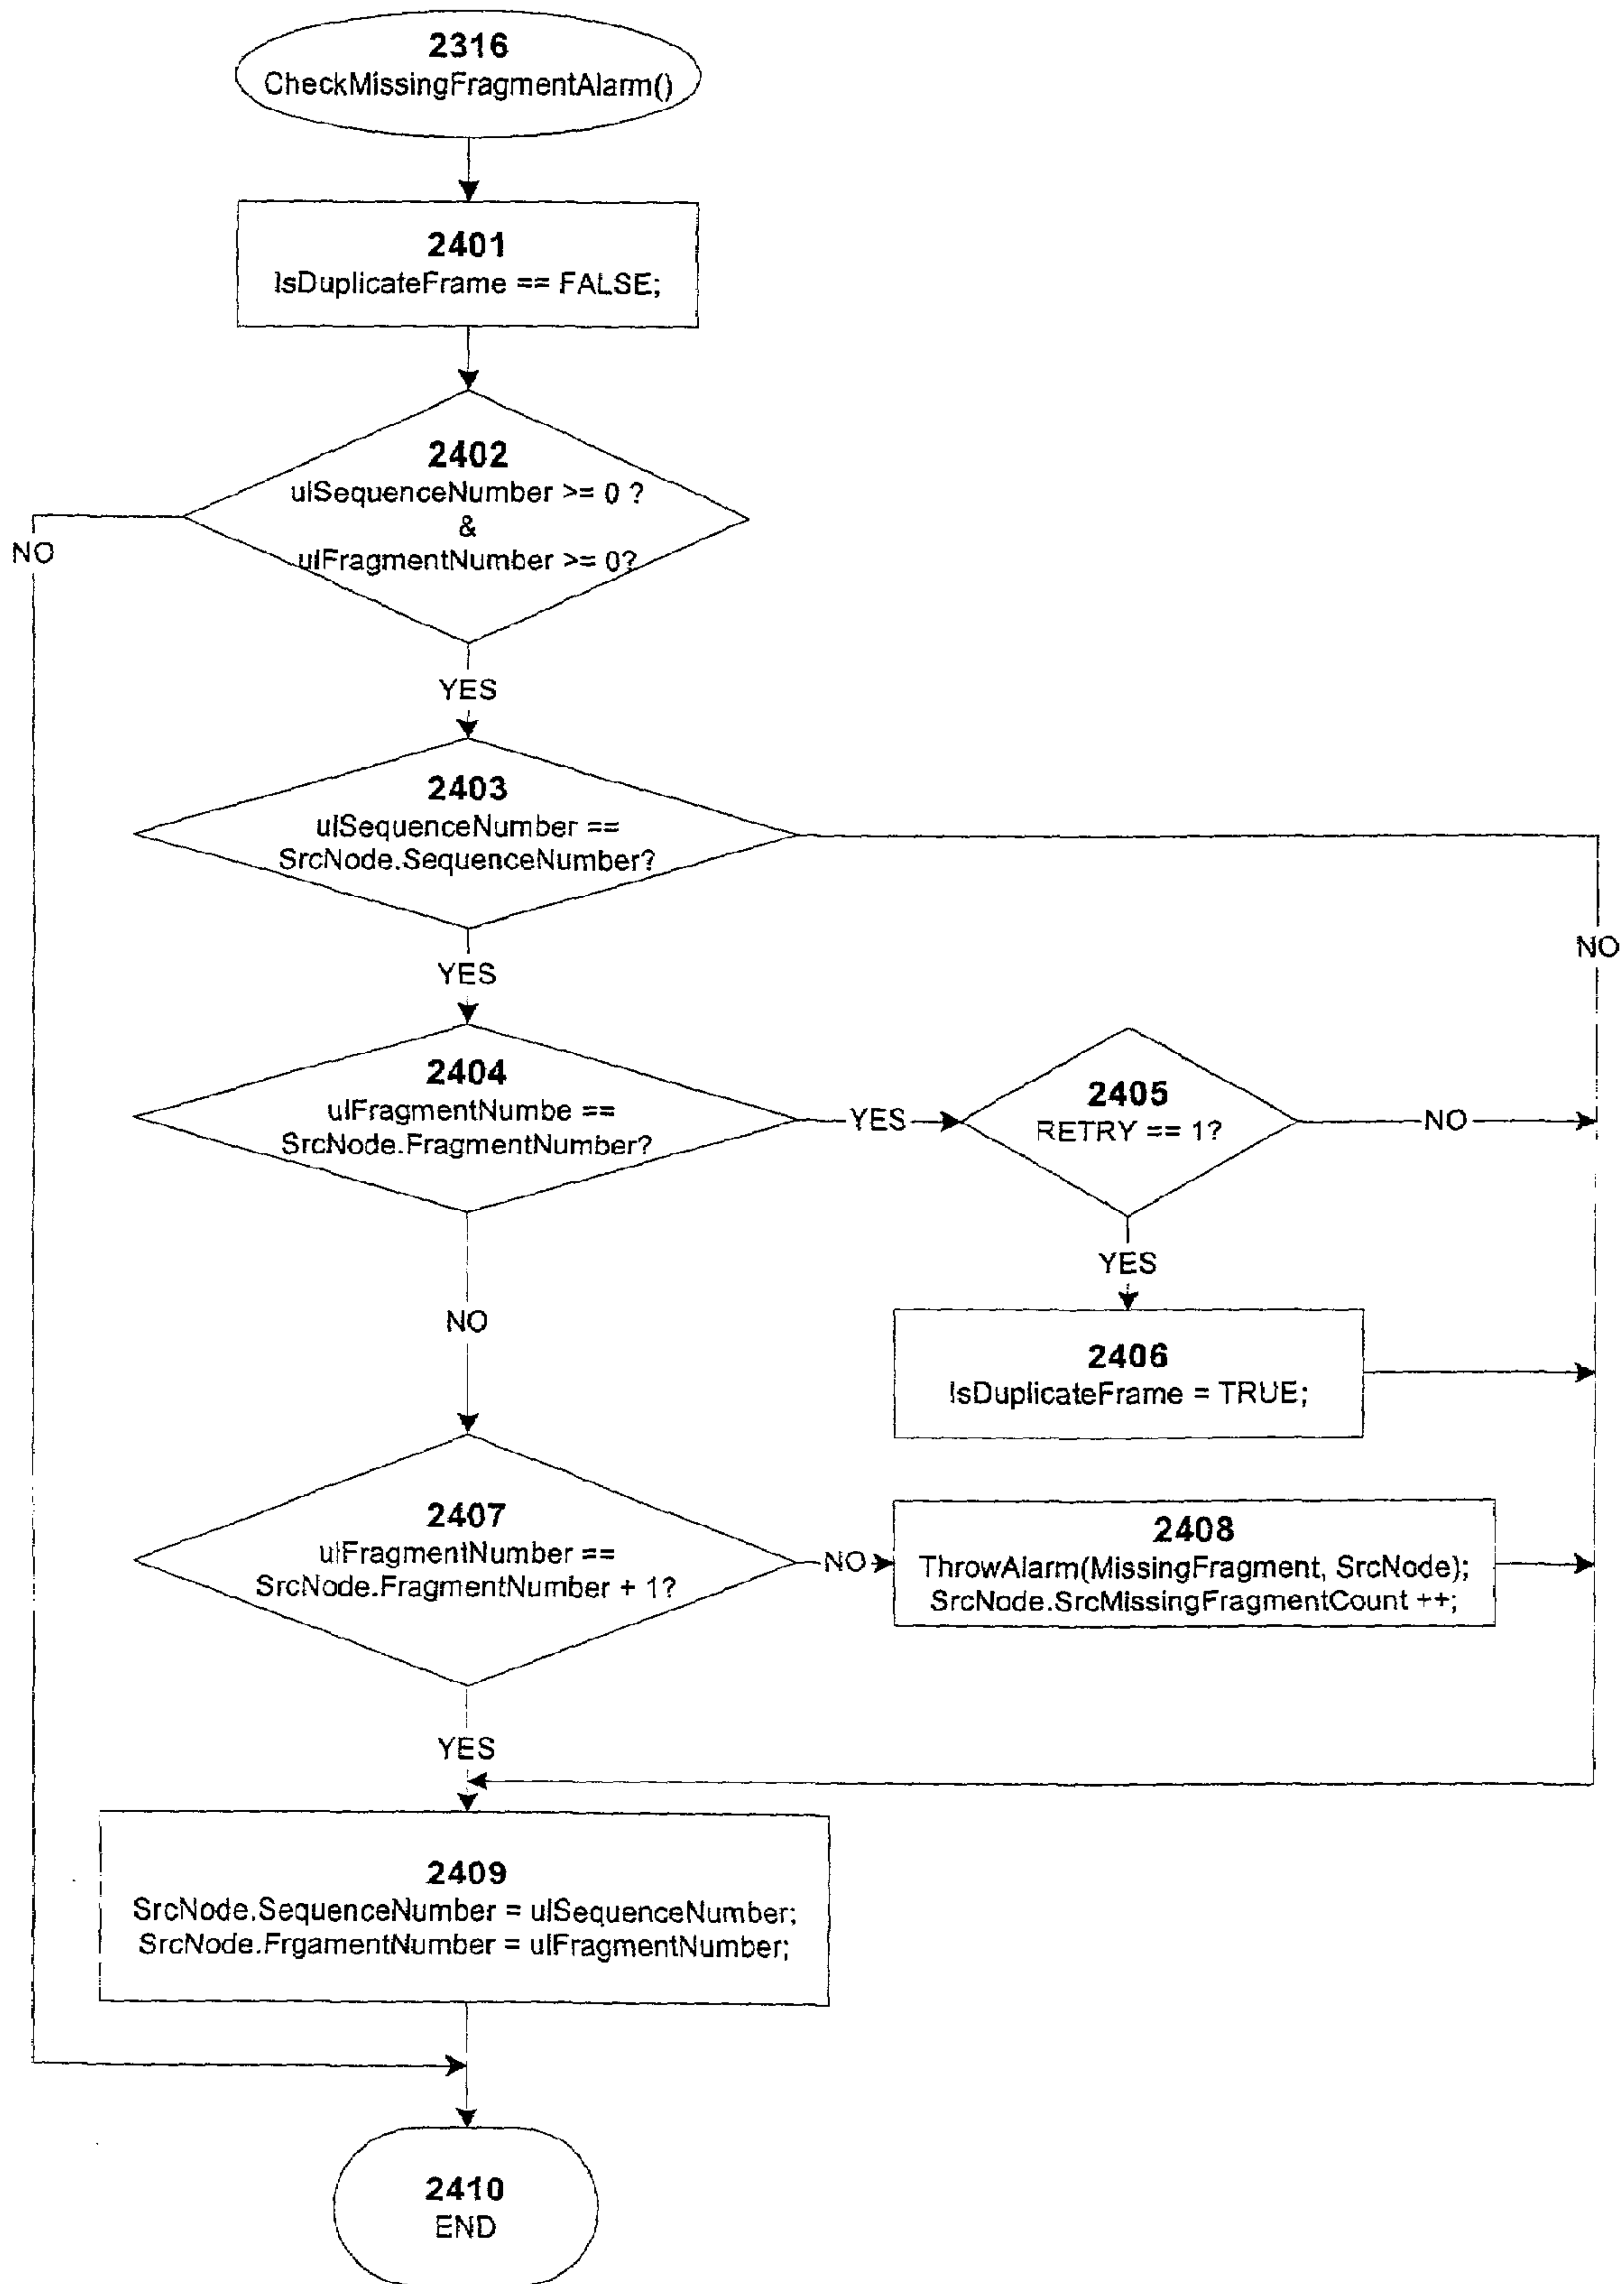 2316
CheckMissingFragmentAlarm()
2401
IsDuplicateFrame == FALSE;
2402
ulSequenceNumber >= 0 ?
&
ulFragmentNumber >= 0?
NO
YES
2403
ulSequenceNumber ==
SrcNode.SequenceNumber?
NO
YES
2404
ulFragmentNumbe ==
SrcNode.FragmentNumber?
YES
2405
RETRY == 1?
NO
YES
NO
2406
IsDuplicateFrame = TRUE;
2407
ulFragmentNumber ==
SrcNode.FragmentNumber + 1?
NO
2408
ThrowAlarm(MissingFragment, SrcNode);
SrcNode.SrcMissingFragmentCount ++;
YES
2409
SrcNode.SequenceNumber = ulSequenceNumber;
SrcNode.FrgamentNumber = ulFragmentNumber;
2410
END